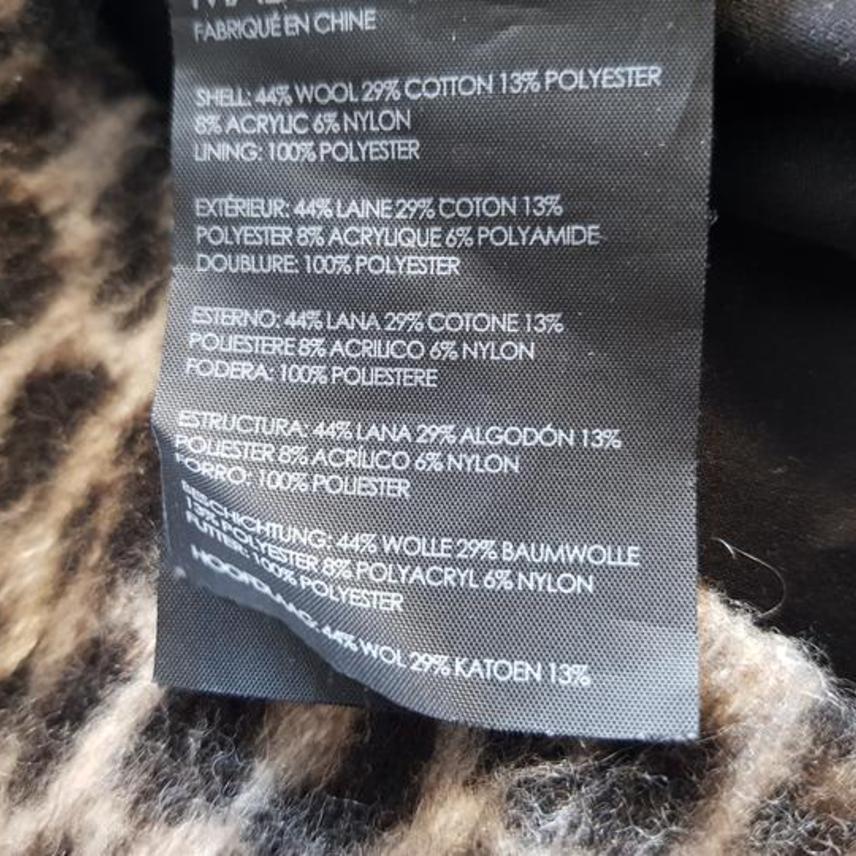 FABRIQUÉ EN CHINE
SHELL: 44% WOOL 29% COTTON 13% POLYESTER
8% ACRYLIC 6% NYLON
LINING: 100% POLYESTER
EXTÉRIEUR: 44% LAINE 29% COTON 13%
POLYESTER 8% ACRYLIQUE 6% POLYAMIDE
DOUBLURE: 100% POLYESTER
ESTERNO: 44% LANA 29% COTONE 13%
POLIESTERE 8% ACRILICO 6% NYLON
FODERA: 100% POLIESTERE
ESTRUCTURA: 44% LANA 29% ALGODÓN 13%
POLIESTER 8% ACRÍLICO 6% NYLON
FORRO: 100% POLIESTER
BESCHICHTUNG: 44% WOLLE 29% BAUMWOLLE
13% POLYESTER 8% POLYACRYL 6% NYLON
FUTTER: 100% POLYESTER
44% WOL 29% KATOEN 13%